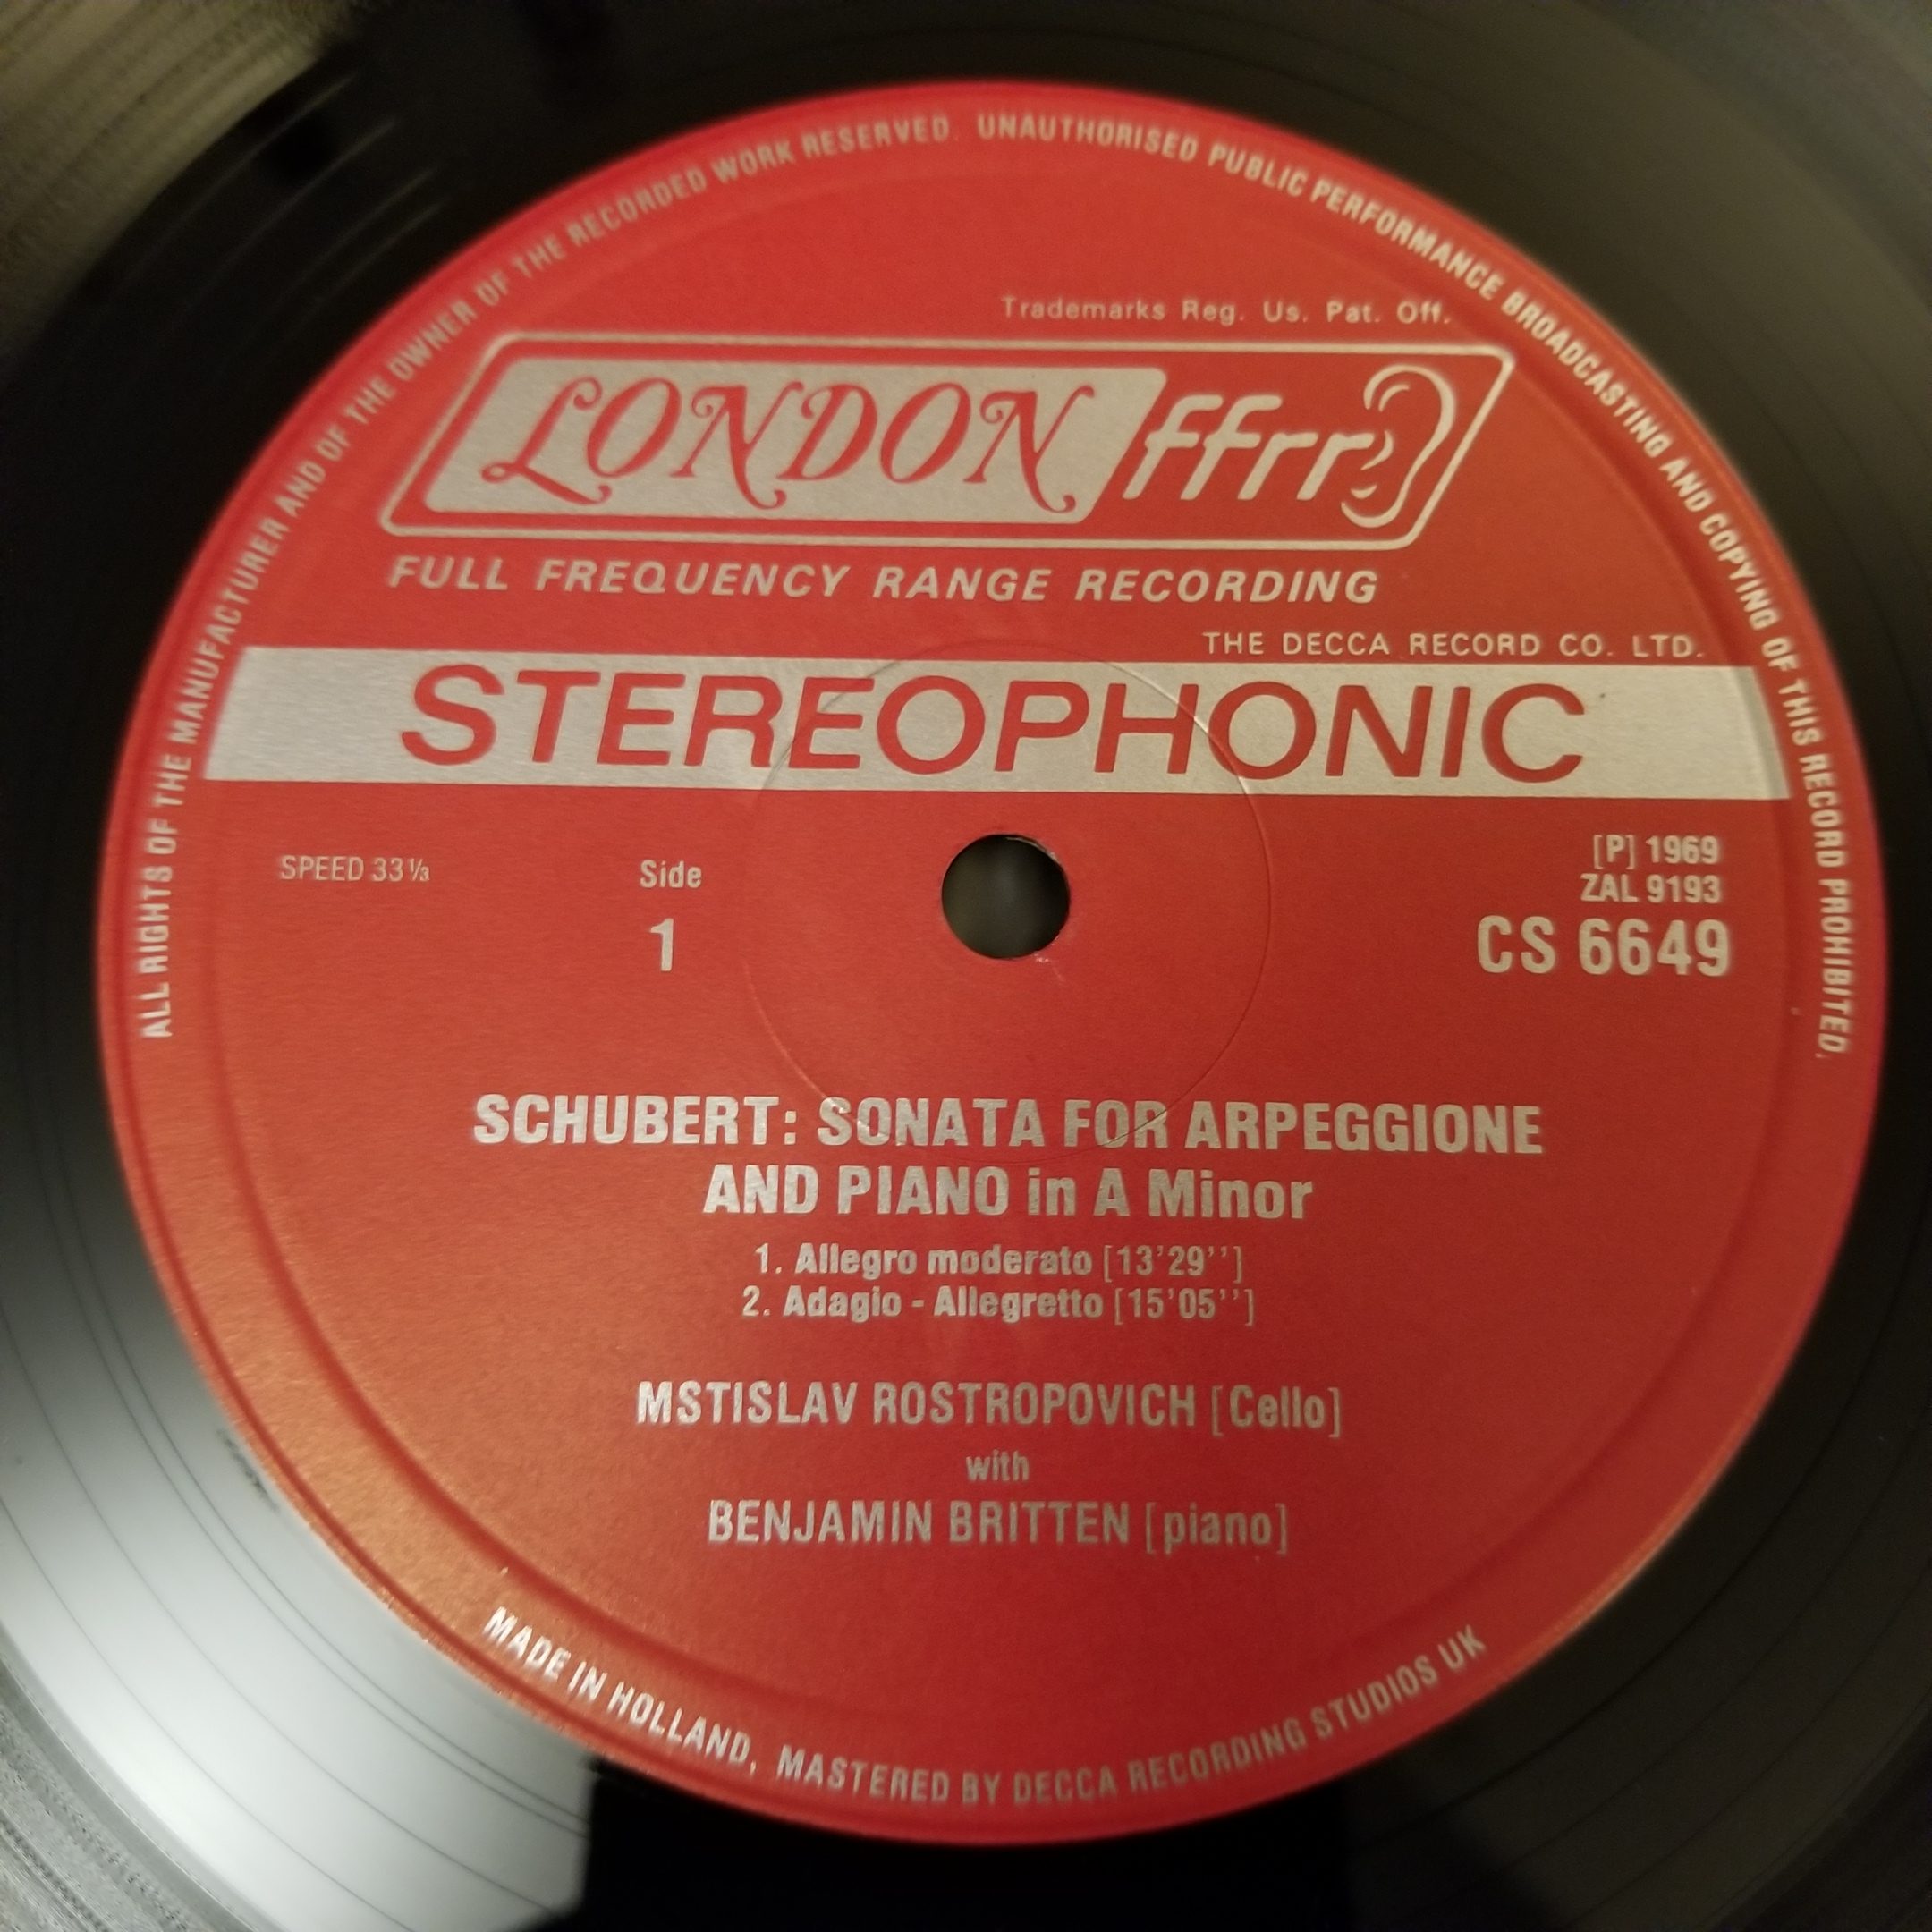 ALL RIGHTS OF THE MANUFACTURER AND OF THE OWNER OF THE RECORDED WORK RESERVED. UNAUTHORISED PUBLIC PERFORMANCE BROADCASTING AND COPYING OF THIS RECORD PROHIBITED.
Trademarks Reg. Us. Pat. Off.
LONDON ffrr
FULL FREQUENCY RANGE RECORDING
THE DECCA RECORD CO. LTD.
STEREOPHONIC
SPEED 33⅓
Side
1
[P] 1969
ZAL 9193
CS 6649
SCHUBERT: SONATA FOR ARPEGGIONE
AND PIANO in A Minor
1. Allegro moderato [13'29'']
2. Adagio - Allegretto [15'05'']
MSTISLAV ROSTROPOVICH [Cello]
with
BENJAMIN BRITTEN [piano]
MADE IN HOLLAND, MASTERED BY DECCA RECORDING STUDIOS UK